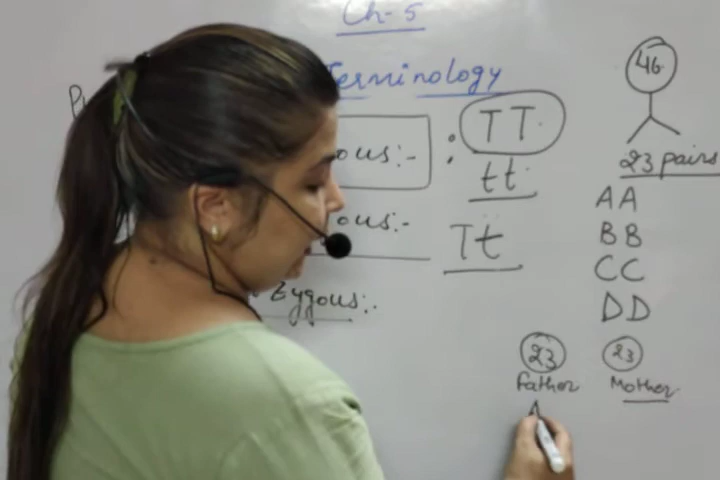 Ch-5
Terminology
ous:- : TT
tt
ous:- Tt
Zygous:.
46
23 pairs
AA
BB
CC
DD
23 23
Father Mother
A